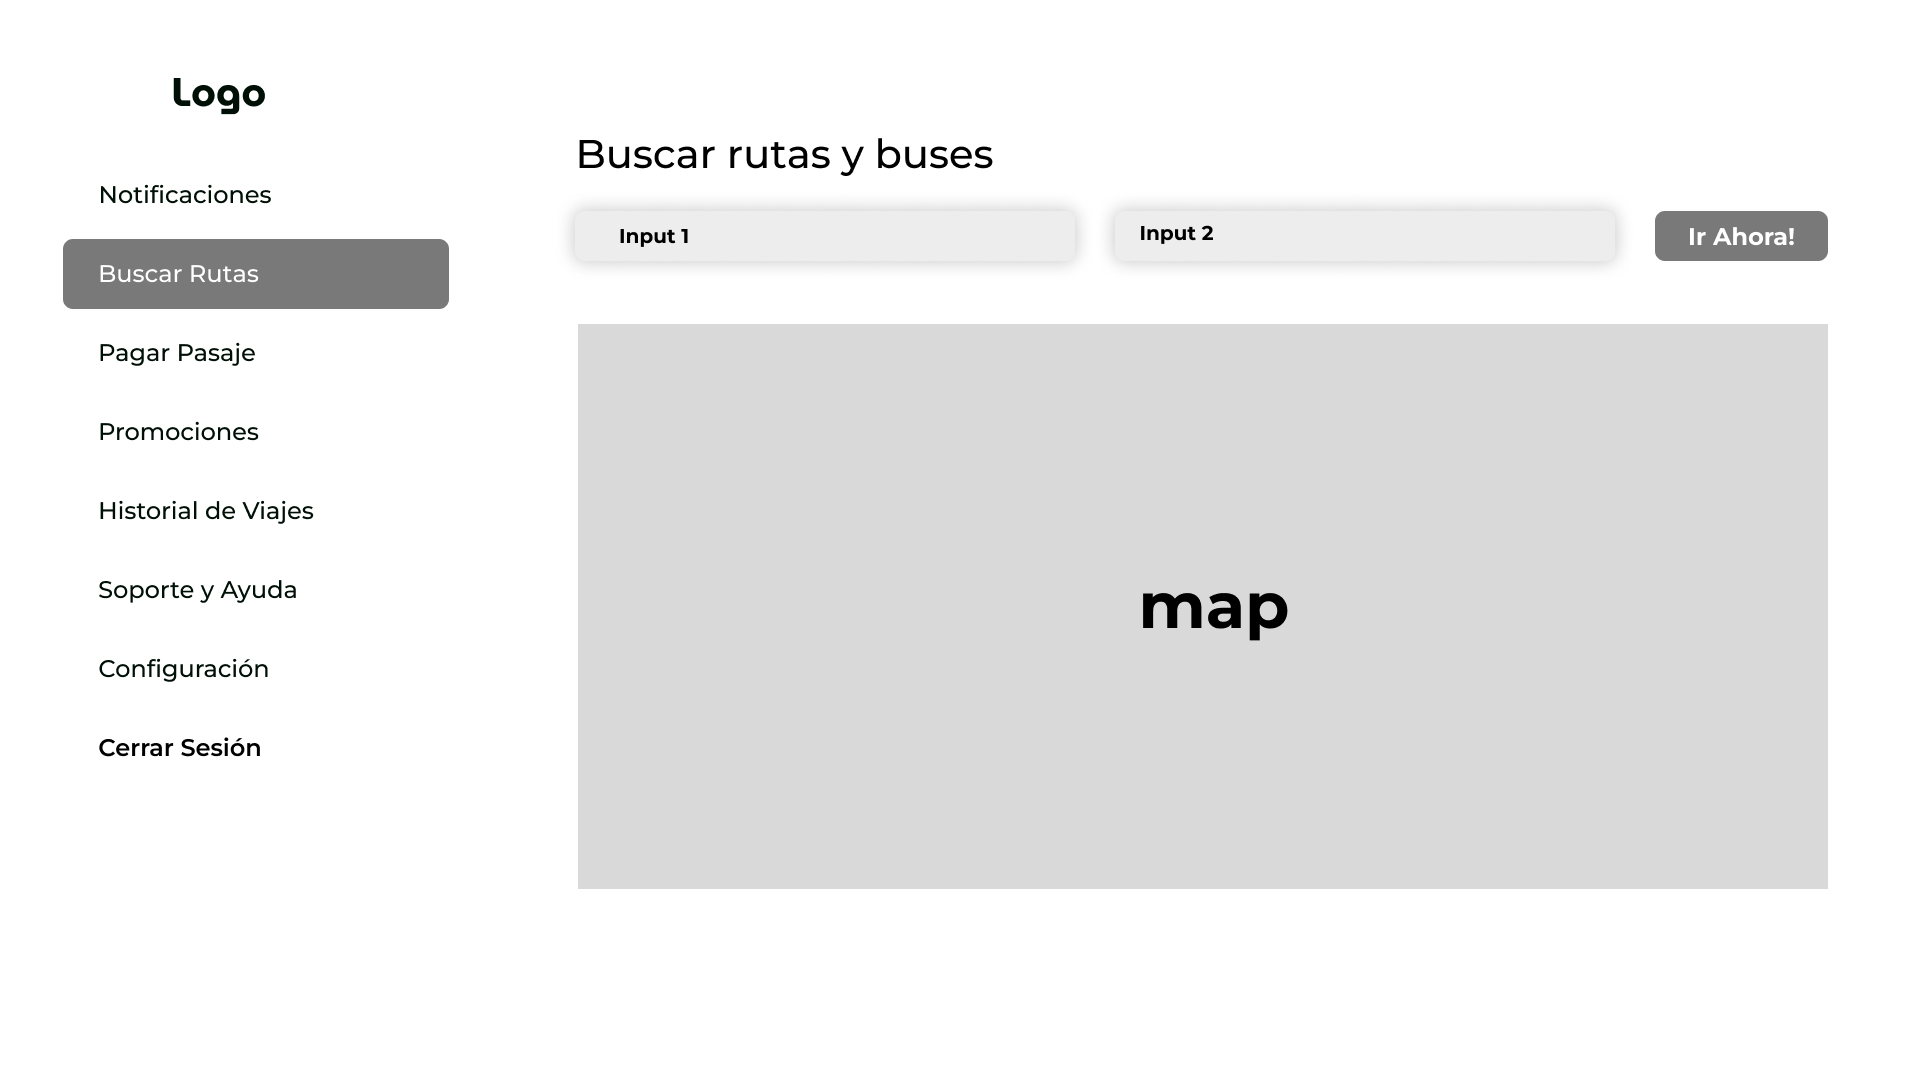 Logo
Notificaciones
Buscar Rutas
Pagar Pasaje
Promociones
Historial de Viajes
Soporte y Ayuda
Configuración
Cerrar Sesión
Buscar rutas y buses
Input 1
Input 2
Ir Ahora!
map